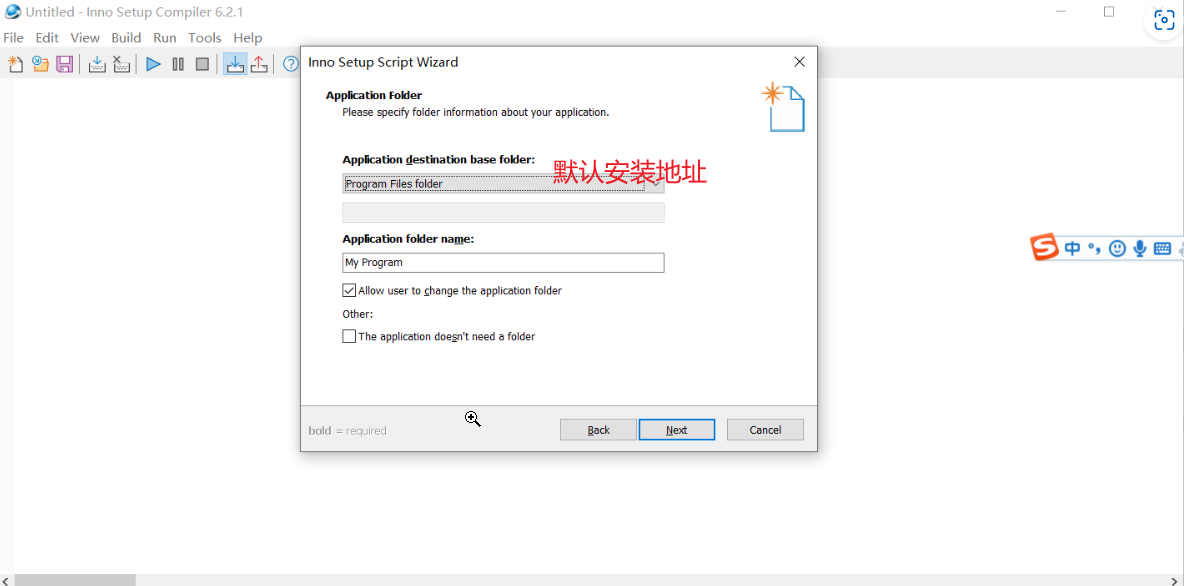 Untitled - Inno Setup Compiler 6.2.1
File Edit View Build Run Tools Help
Inno Setup Script Wizard
Application Folder
Please specify folder information about your application.
Application destination base folder:
默认安装地址
Program Files folder
Application folder name:
My Program
Allow user to change the application folder
Other:
The application doesn't need a folder
bold = required
Back
Next
Cancel
中